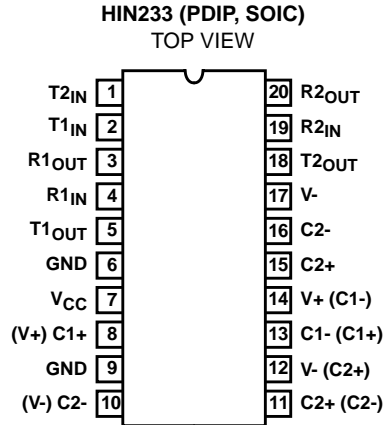 HIN233 (PDIP, SOIC)
TOP VIEW
T2IN 1 20 R2OUT
T1IN 2 19 R2IN
R1OUT 3 18 T2OUT
R1IN 4 17 V-
T1OUT 5 16 C2-
GND 6 15 C2+
VCC 7 14 V+ (C1-)
(V+) C1+ 8 13 C1- (C1+)
GND 9 12 V- (C2+)
(V-) C2- 10 11 C2+ (C2-)